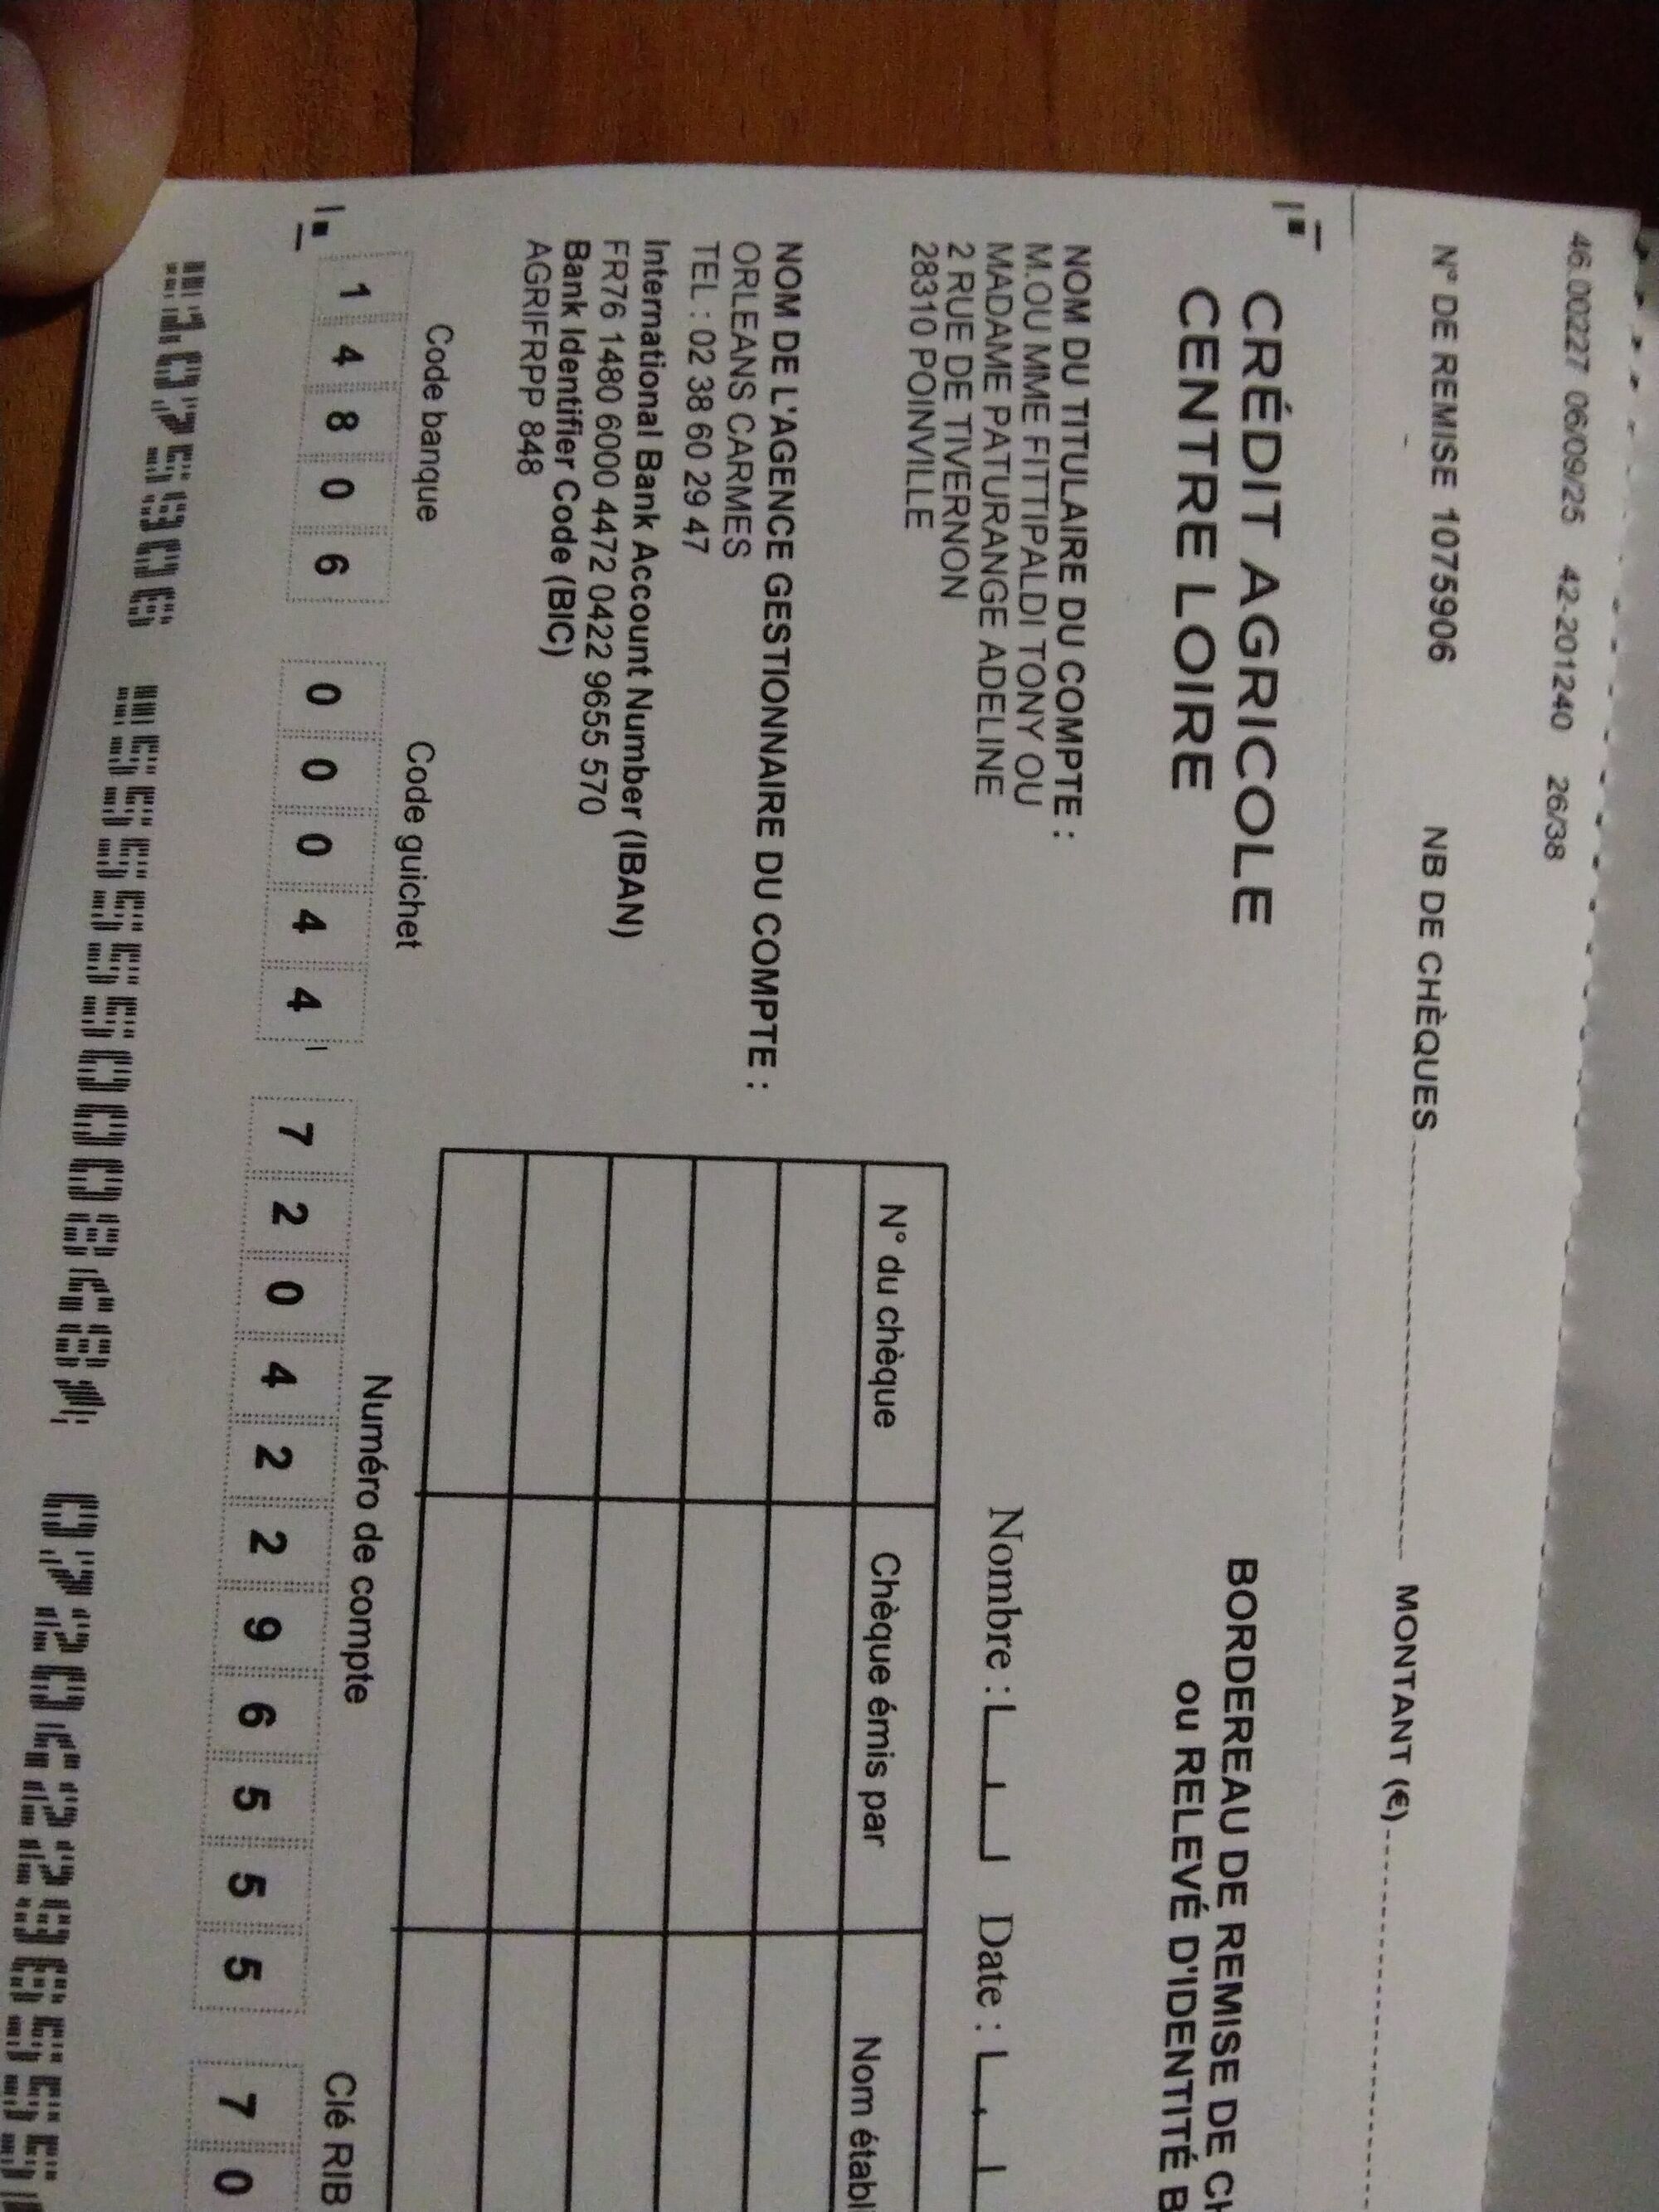 46.00227 06/09/25 42-201240 26/38
N° DE REMISE 1075906 NB DE CHÈQUES MONTANT (€)
CRÉDIT AGRICOLE
CENTRE LOIRE
BORDEREAU DE REMISE DE CH
ou RELEVÉ D'IDENTITÉ B
NOM DU TITULAIRE DU COMPTE :
M.OU MME FITTIPALDI TONY OU
MADAME PATURANGE ADELINE
2 RUE DE TIVERNON
28310 POINVILLE
Nombre : Date :
N° du chèque Chèque émis par Nom établ
NOM DE L'AGENCE GESTIONNAIRE DU COMPTE :
ORLEANS CARMES
TEL : 02 38 60 29 47
International Bank Account Number (IBAN)
FR76 1480 6000 4472 0422 9655 570
Bank Identifier Code (BIC)
AGRIFRPP 848
Code banque Code guichet Numéro de compte Clé RIB
1 4 8 0 6 0 0 0 4 4 7 2 0 4 2 2 9 6 5 5 5 7 0
1075906